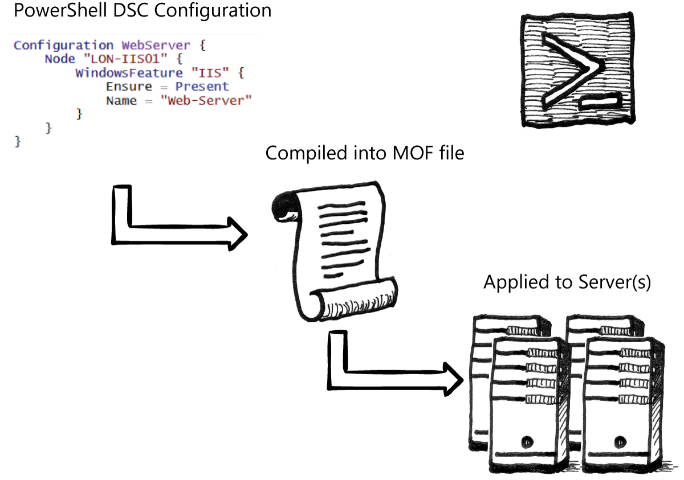 PowerShell DSC Configuration
Configuration WebServer {
    Node "LON-IIS01" {
        WindowsFeature "IIS" {
            Ensure = Present
            Name = "Web-Server"
        }
    }
}
Compiled into MOF file
Applied to Server(s)